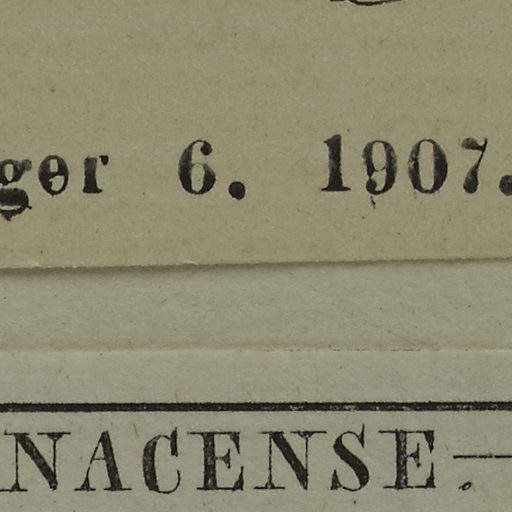 ger 6. 1907.
NACENSE.—